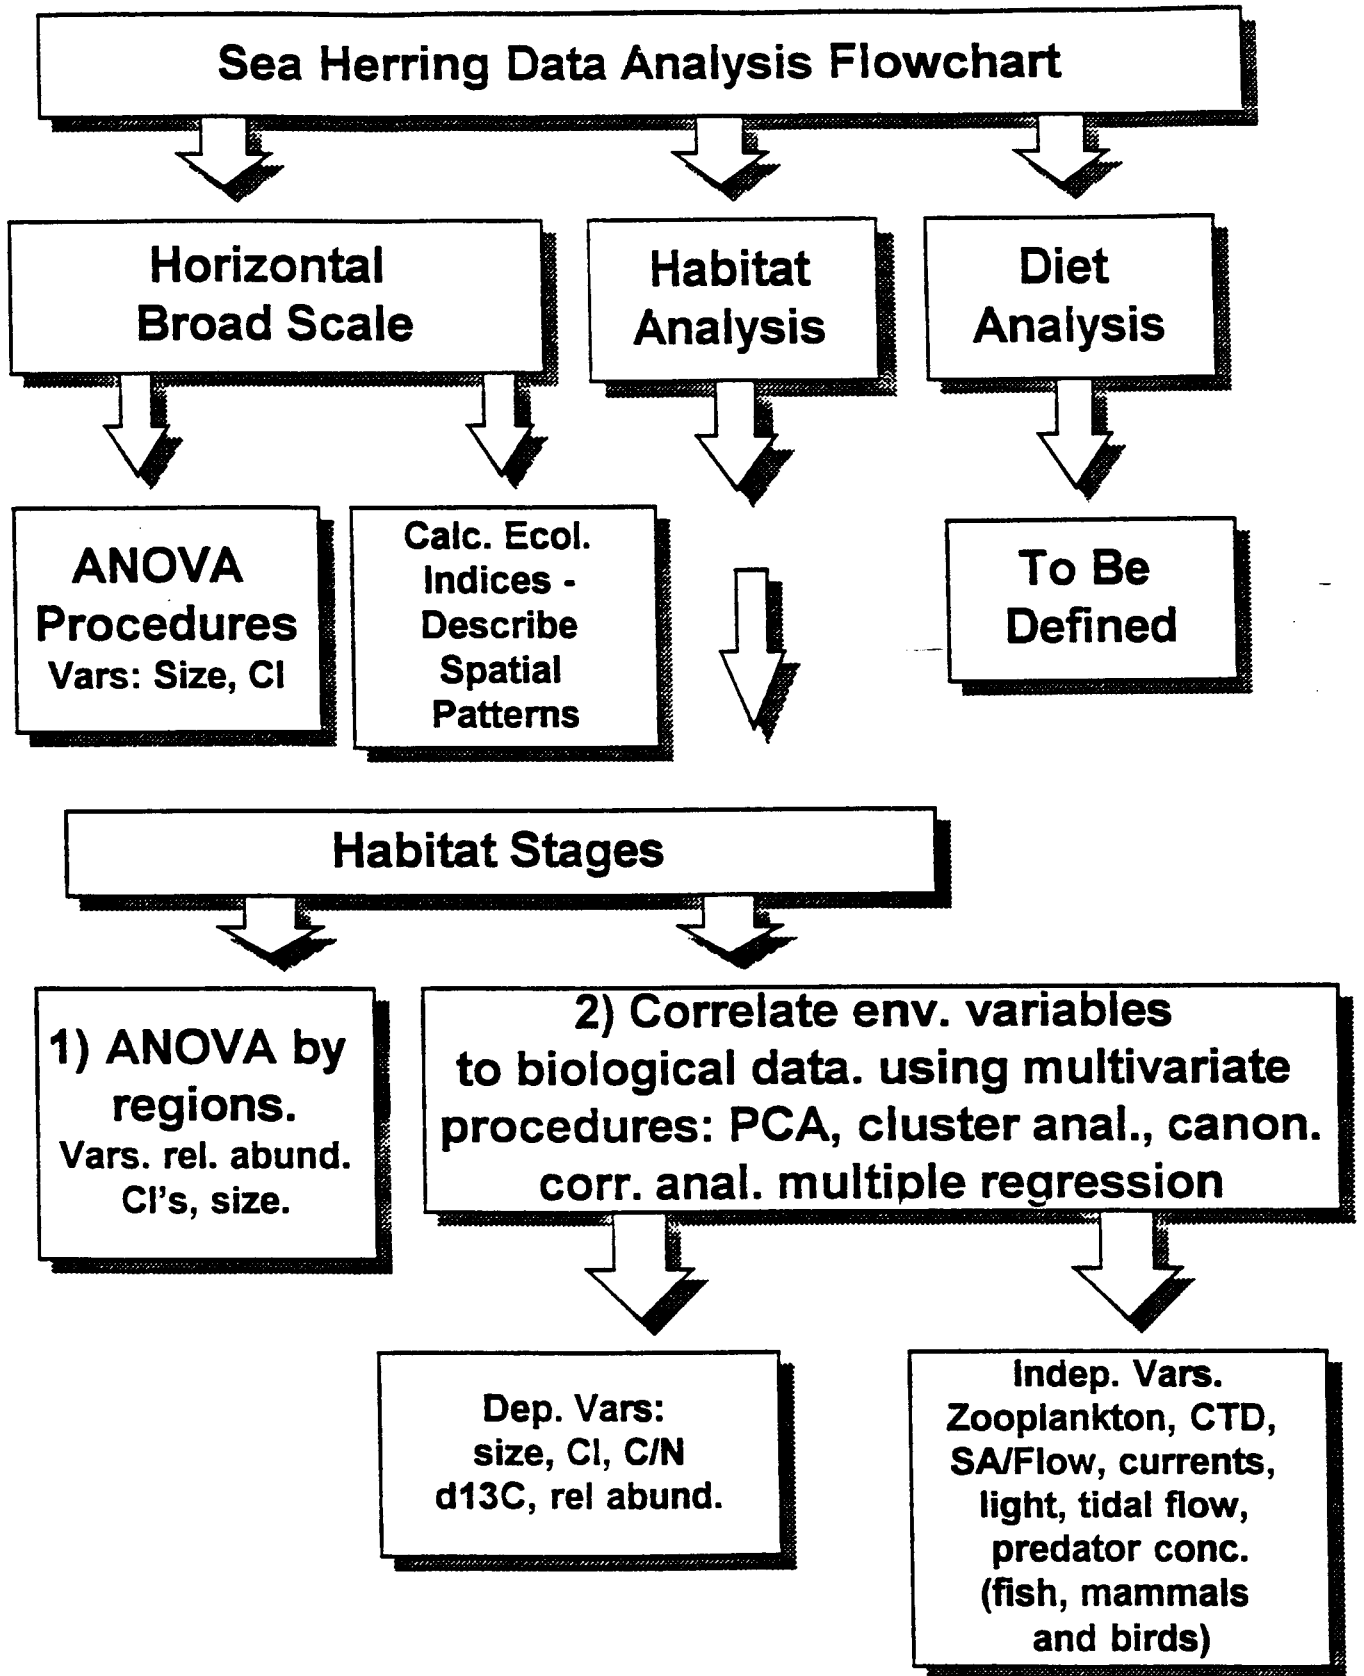 Sea Herring Data Analysis Flowchart
Horizontal
Broad Scale
Habitat
Analysis
Diet
Analysis
ANOVA
Procedures
Vars: Size, CI
Calc. Ecol.
Indices -
Describe
Spatial
Patterns
To Be
Defined
Habitat Stages
1) ANOVA by
regions.
Vars. rel. abund.
CI's, size.
2) Correlate env. variables
to biological data. using multivariate
procedures: PCA, cluster anal., canon.
corr. anal. multiple regression
Dep. Vars:
size, CI, C/N
d13C, rel abund.
Indep. Vars.
Zooplankton, CTD,
SA/Flow, currents,
light, tidal flow,
predator conc.
(fish, mammals
and birds)